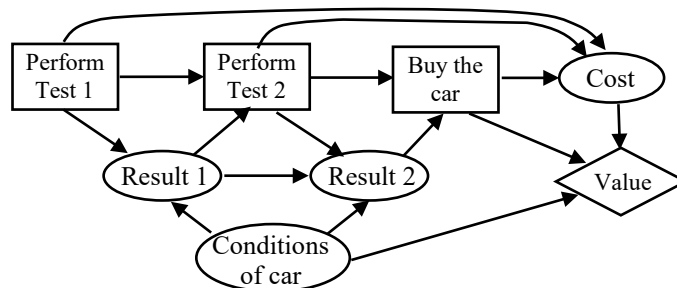 Perform
Test 1
Perform
Test 2
Buy the
car
Cost
Result 1
Result 2
Value
Conditions
of car